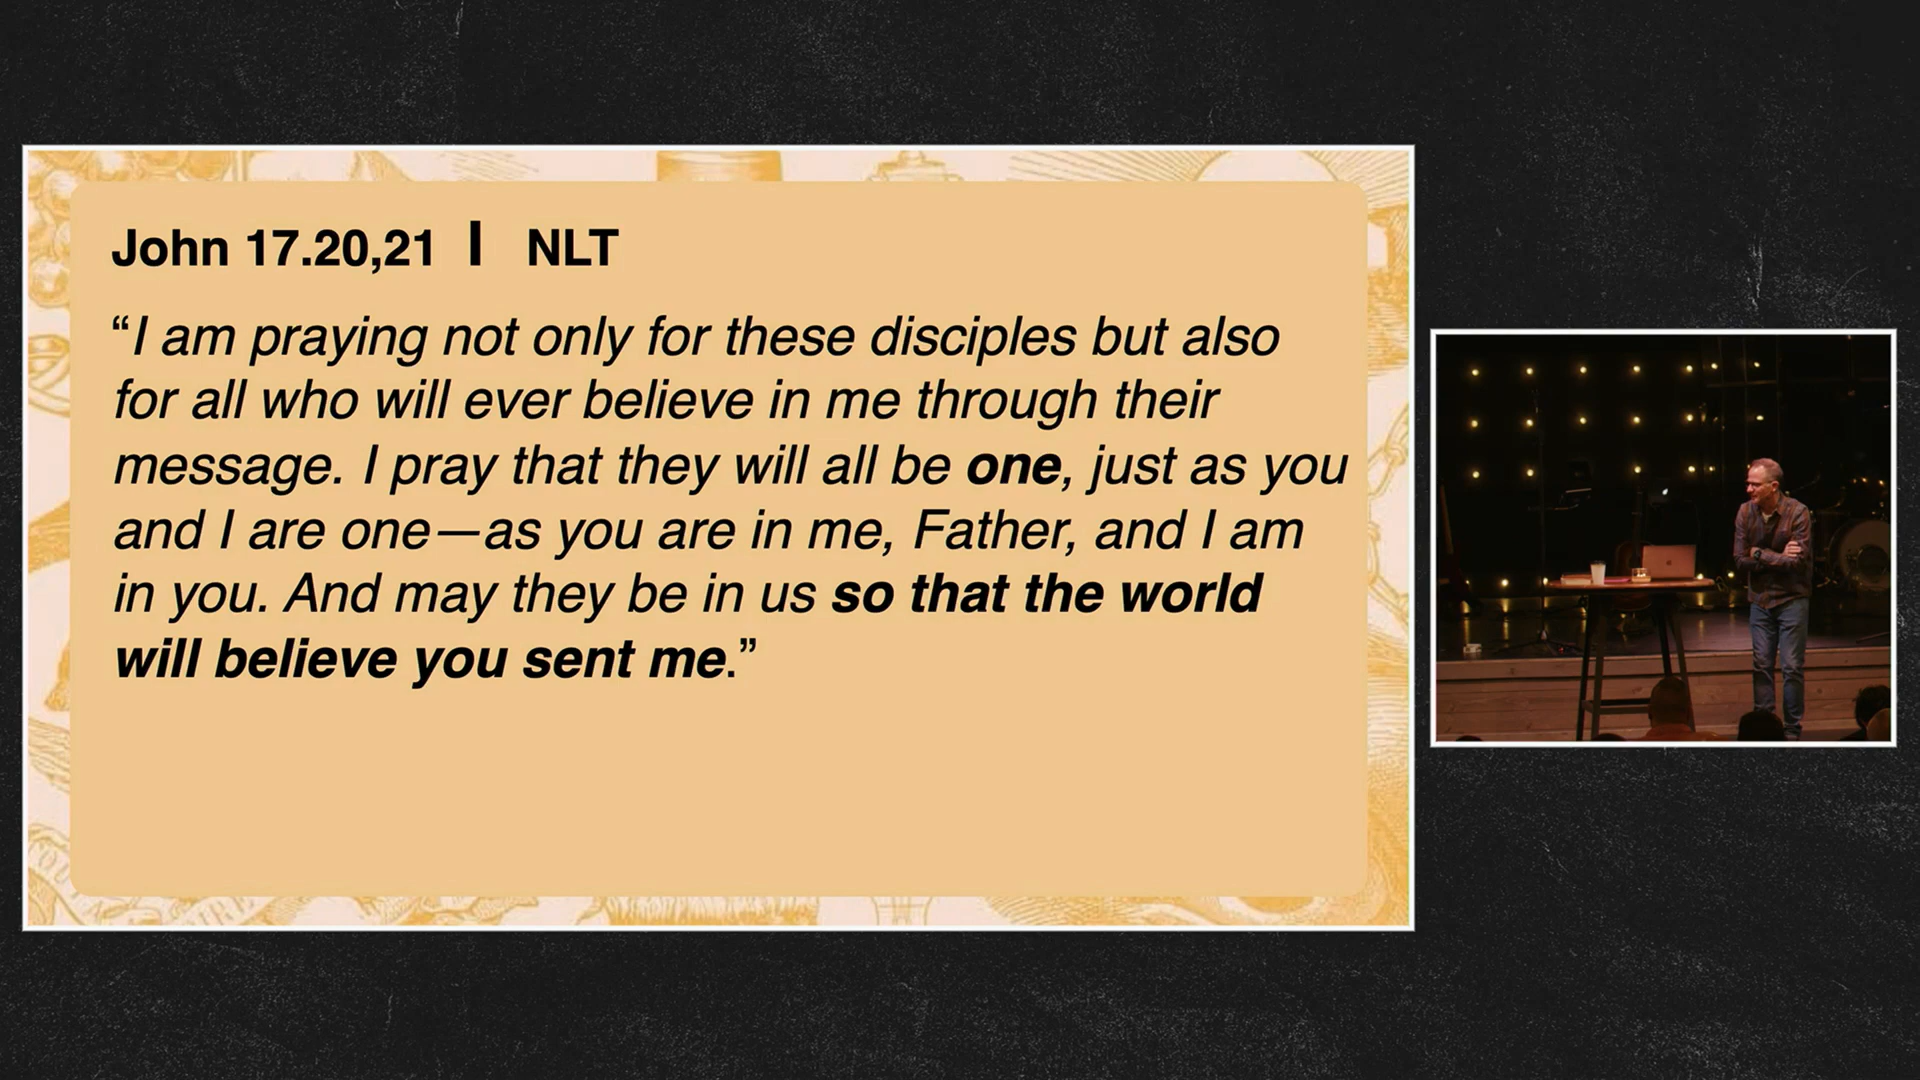 John 17.20,21 | NLT
“I am praying not only for these disciples but also
for all who will ever believe in me through their
message. I pray that they will all be one, just as you
and I are one—as you are in me, Father, and I am
in you. And may they be in us so that the world
will believe you sent me.”